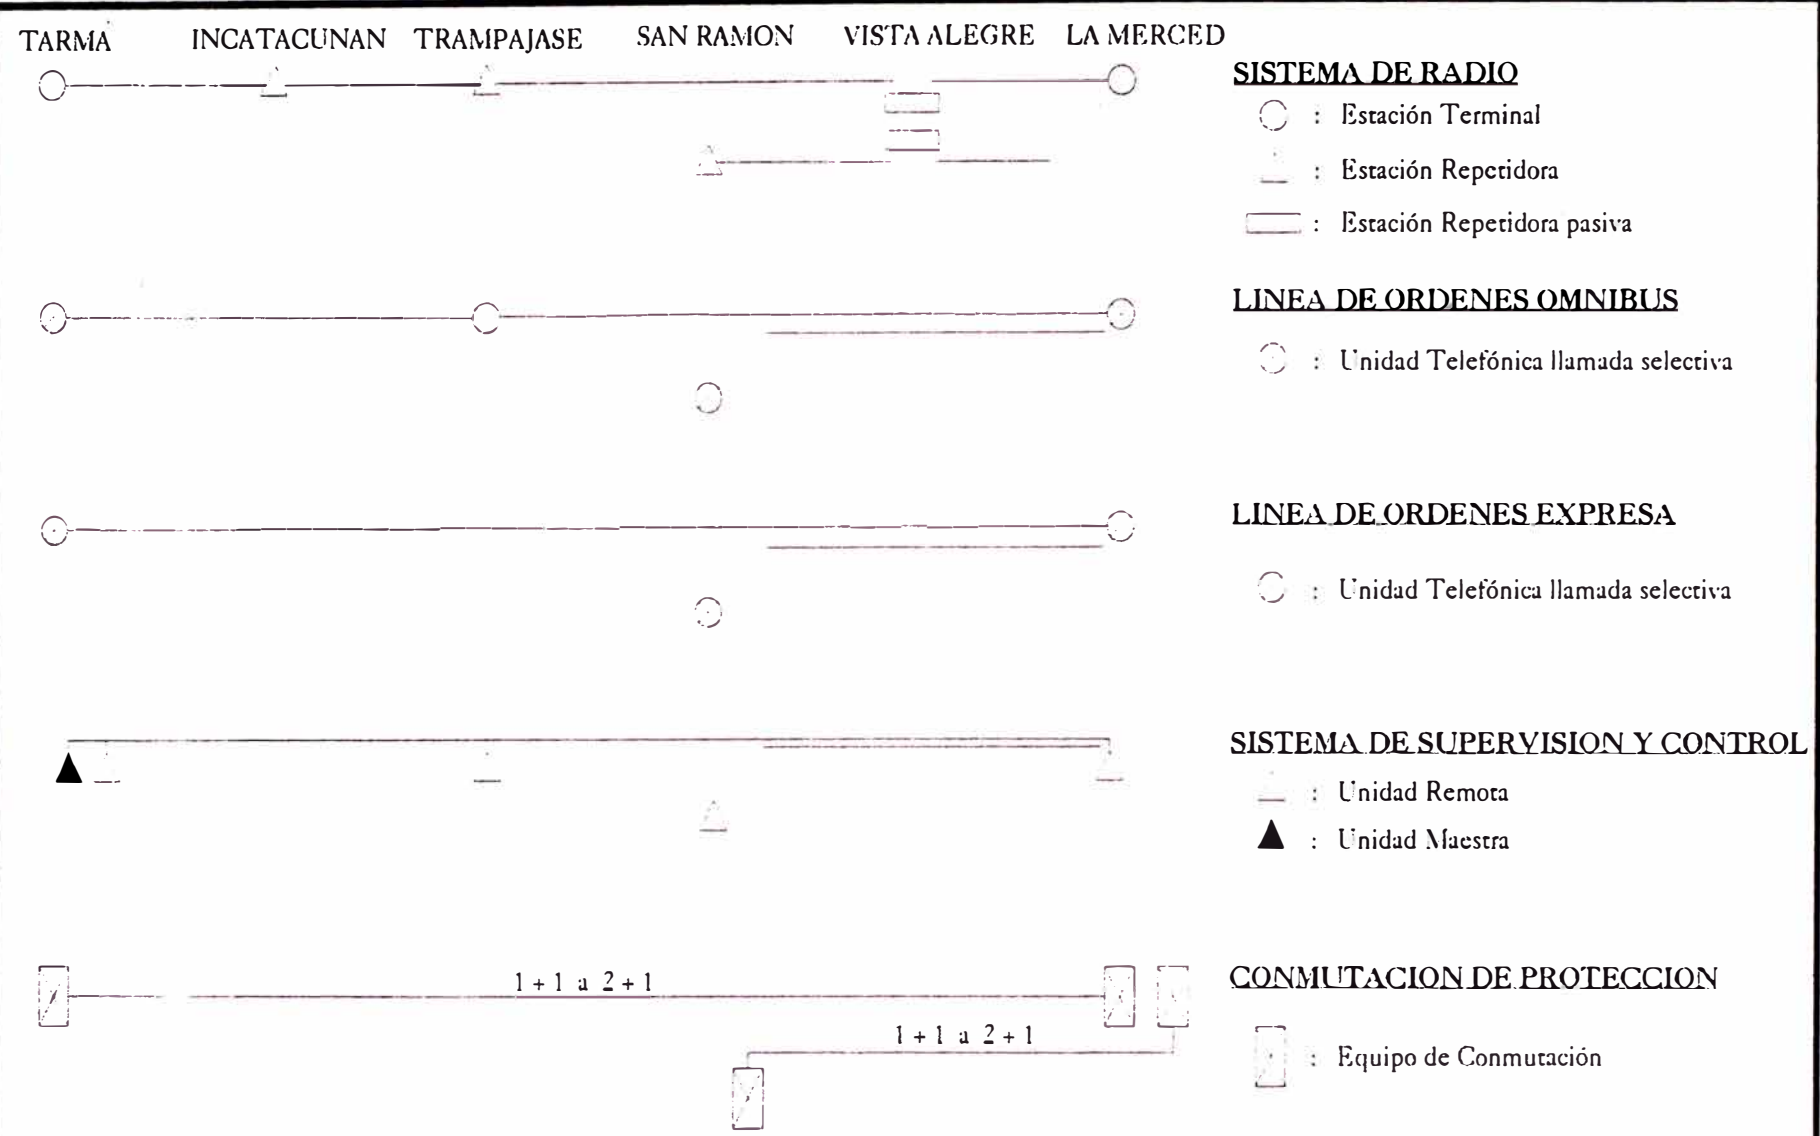 TARMA INCATACUNAN TRAMPAJASE SAN RAMON VISTA ALEGRE LA MERCED
SISTEMA DE RADIO
: Estación Terminal
: Estación Repetidora
: Estación Repetidora pasiva
LINEA DE ORDENES OMNIBUS
: Unidad Telefónica llamada selectiva
LINEA DE ORDENES EXPRESA
: Unidad Telefónica llamada selectiva
SISTEMA DE SUPERVISION Y CONTROL
: Unidad Remota
: Unidad Maestra
CONMUTACION DE PROTECCION
1 + 1 a 2 + 1
1 + 1 a 2 + 1
: Equipo de Conmutación